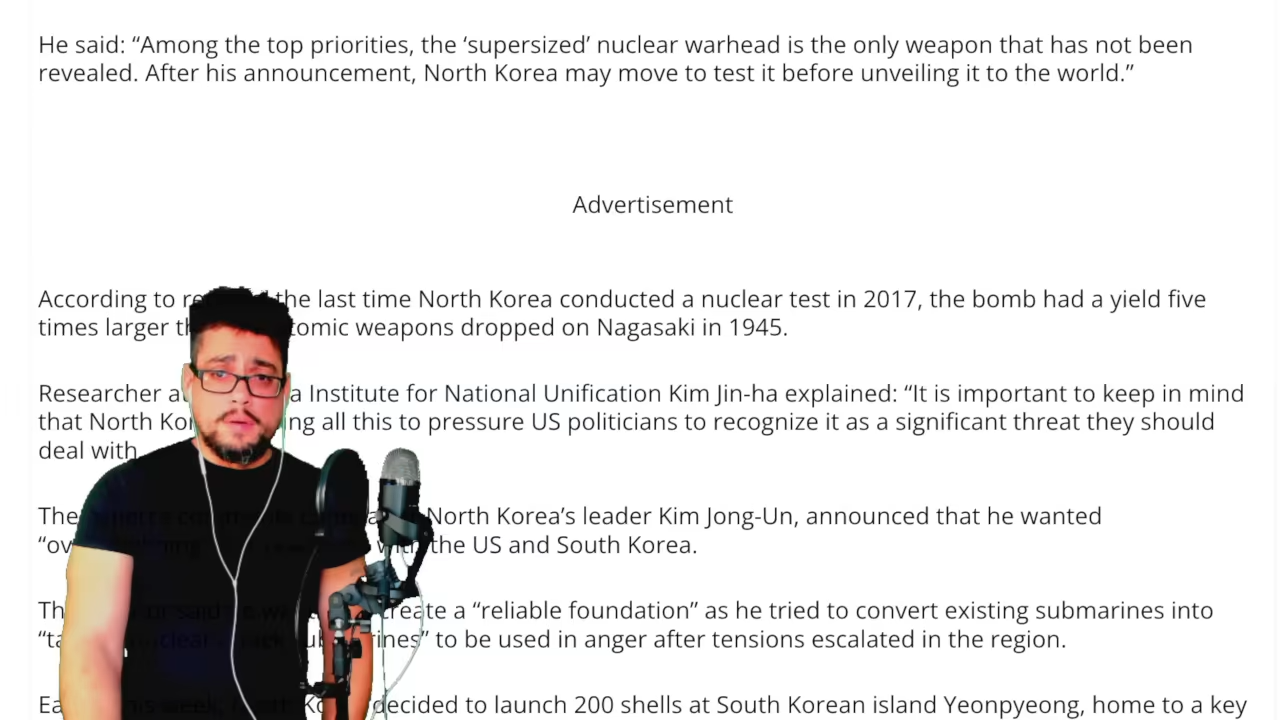 He said: “Among the top priorities, the ‘supersized’ nuclear warhead is the only weapon that has not been
revealed. After his announcement, North Korea may move to test it before unveiling it to the world.”
Advertisement
According to the last time North Korea conducted a nuclear test in 2017, the bomb had a yield five
times larger weapons dropped on Nagasaki in 1945.
Researcher Institute for National Unification Kim Jin-ha explained: “It is important to keep in mind
that North all this to pressure US politicians to recognize it as a significant threat they should
deal with
The North Korea’s leader Kim Jong-Un, announced that he wanted
the US and South Korea.
a “reliable foundation” as he tried to convert existing submarines into
to be used in anger after tensions escalated in the region.
decided to launch 200 shells at South Korean island Yeonpyeong, home to a key